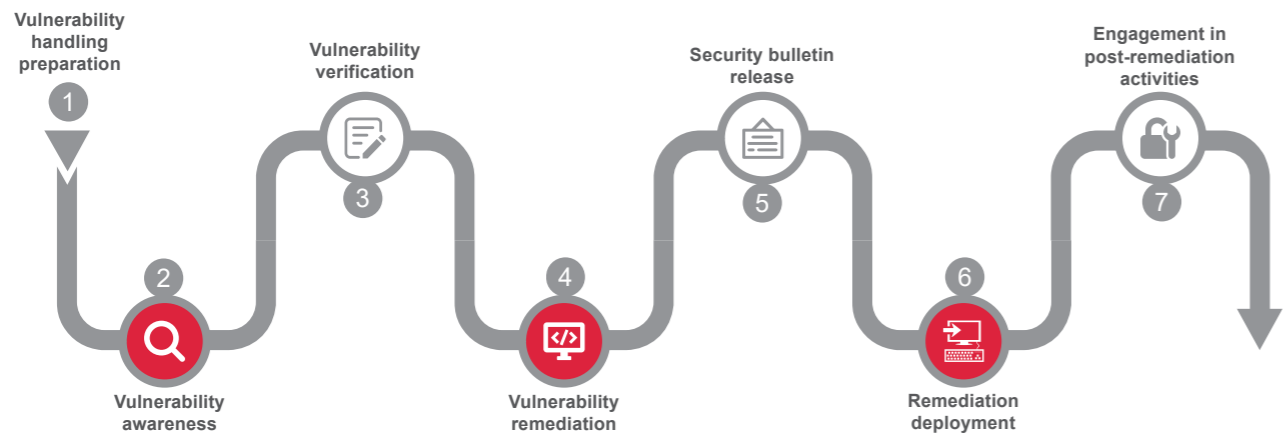 Vulnerability
handling
preparation
1
2
Vulnerability
awareness
Vulnerability
verification
3
4
</>
Vulnerability
remediation
Security bulletin
release
5
6
Remediation
deployment
Engagement in
post-remediation
activities
7